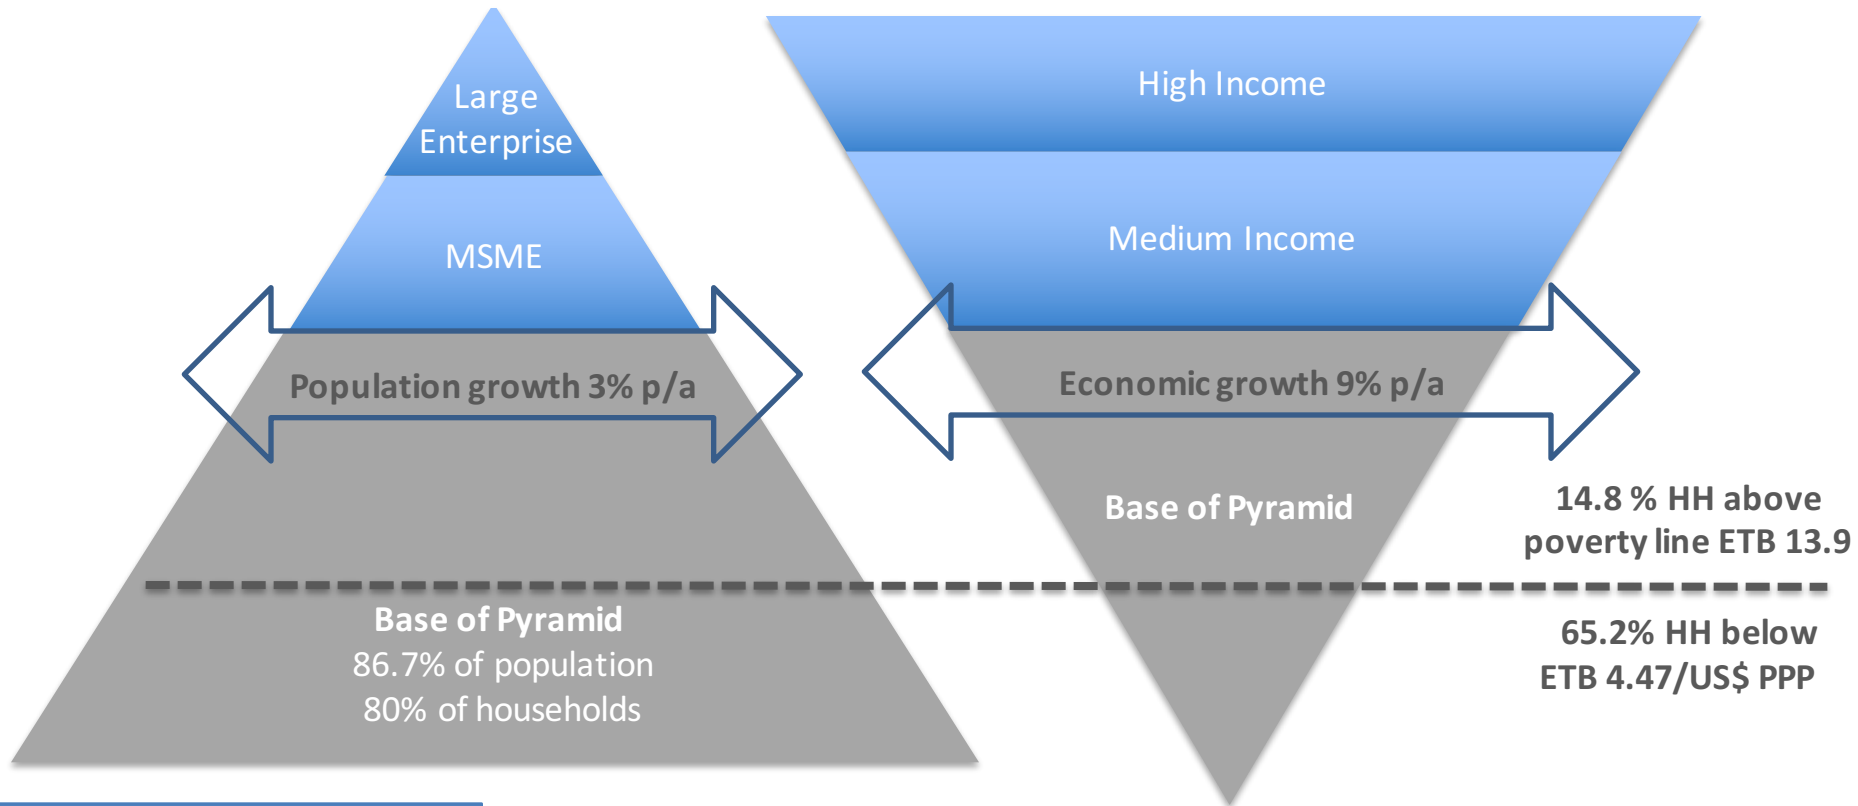 Large
Enterprise
MSME
Population growth 3% p/a
Base of Pyramid
86.7% of population
80% of households
High Income
Medium Income
Economic growth 9% p/a
Base of Pyramid
14.8 % HH above
poverty line ETB 13.9
65.2% HH below
ETB 4.47/US$ PPP